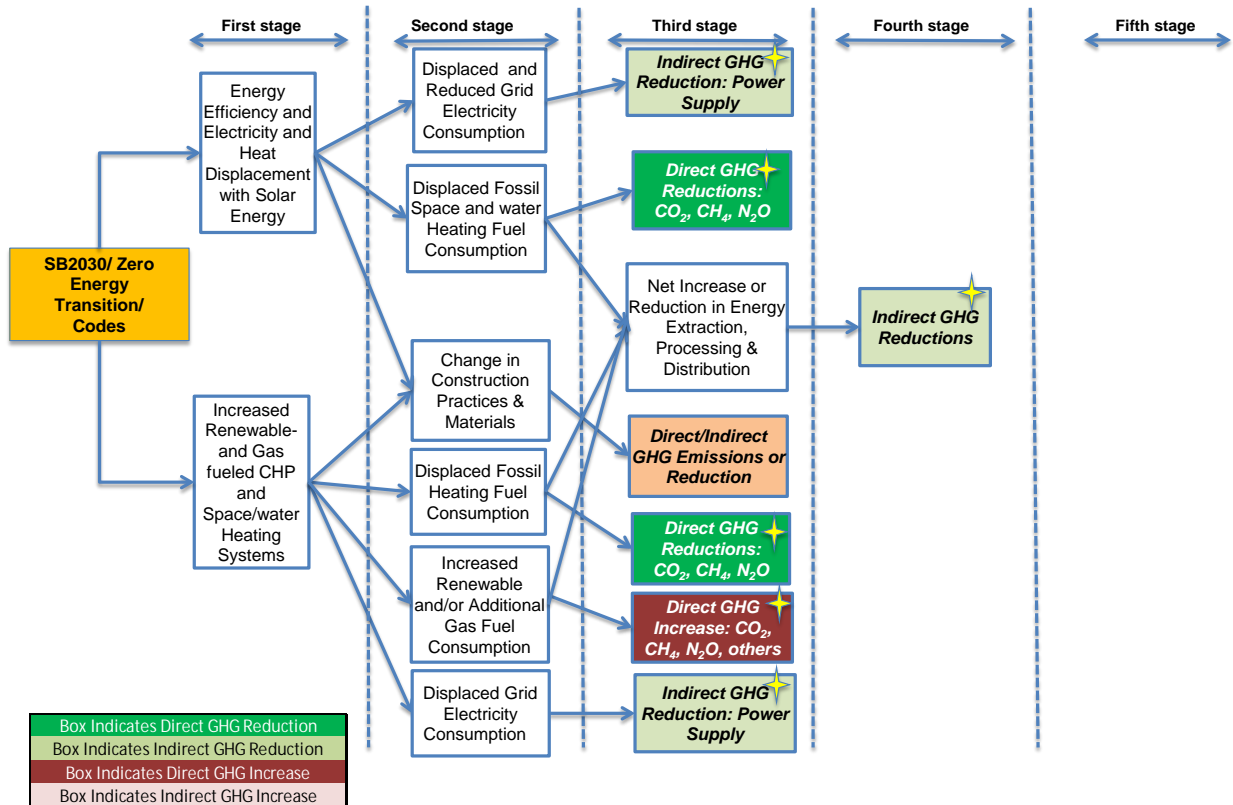 First stage
Second stage
Third stage
Fourth stage
Fifth stage
SB2030/ Zero
Energy
Transition/
Codes
Energy
Efficiency and
Electricity and
Heat
Displacement
with Solar
Energy
Increased
Renewable-
and Gas
fueled CHP
and
Space/water
Heating
Systems
Displaced and
Reduced Grid
Electricity
Consumption
Displaced Fossil
Space and water
Heating Fuel
Consumption
Change in
Construction
Practices &
Materials
Displaced Fossil
Heating Fuel
Consumption
Increased
Renewable
and/or Additional
Gas Fuel
Consumption
Displaced Grid
Electricity
Consumption
Indirect GHG
Reduction: Power
Supply
Direct GHG
Reductions:
CO₂, CH₄, N₂O
Net Increase or
Reduction in Energy
Extraction,
Processing &
Distribution
Direct/Indirect
GHG Emissions or
Reduction
Direct GHG
Reductions:
CO₂, CH₄, N₂O
Direct GHG
Increase: CO₂,
CH₄, N₂O, others
Indirect GHG
Reduction: Power
Supply
Indirect GHG
Reductions
Box Indicates Direct GHG Reduction
Box Indicates Indirect GHG Reduction
Box Indicates Direct GHG Increase
Box Indicates Indirect GHG Increase